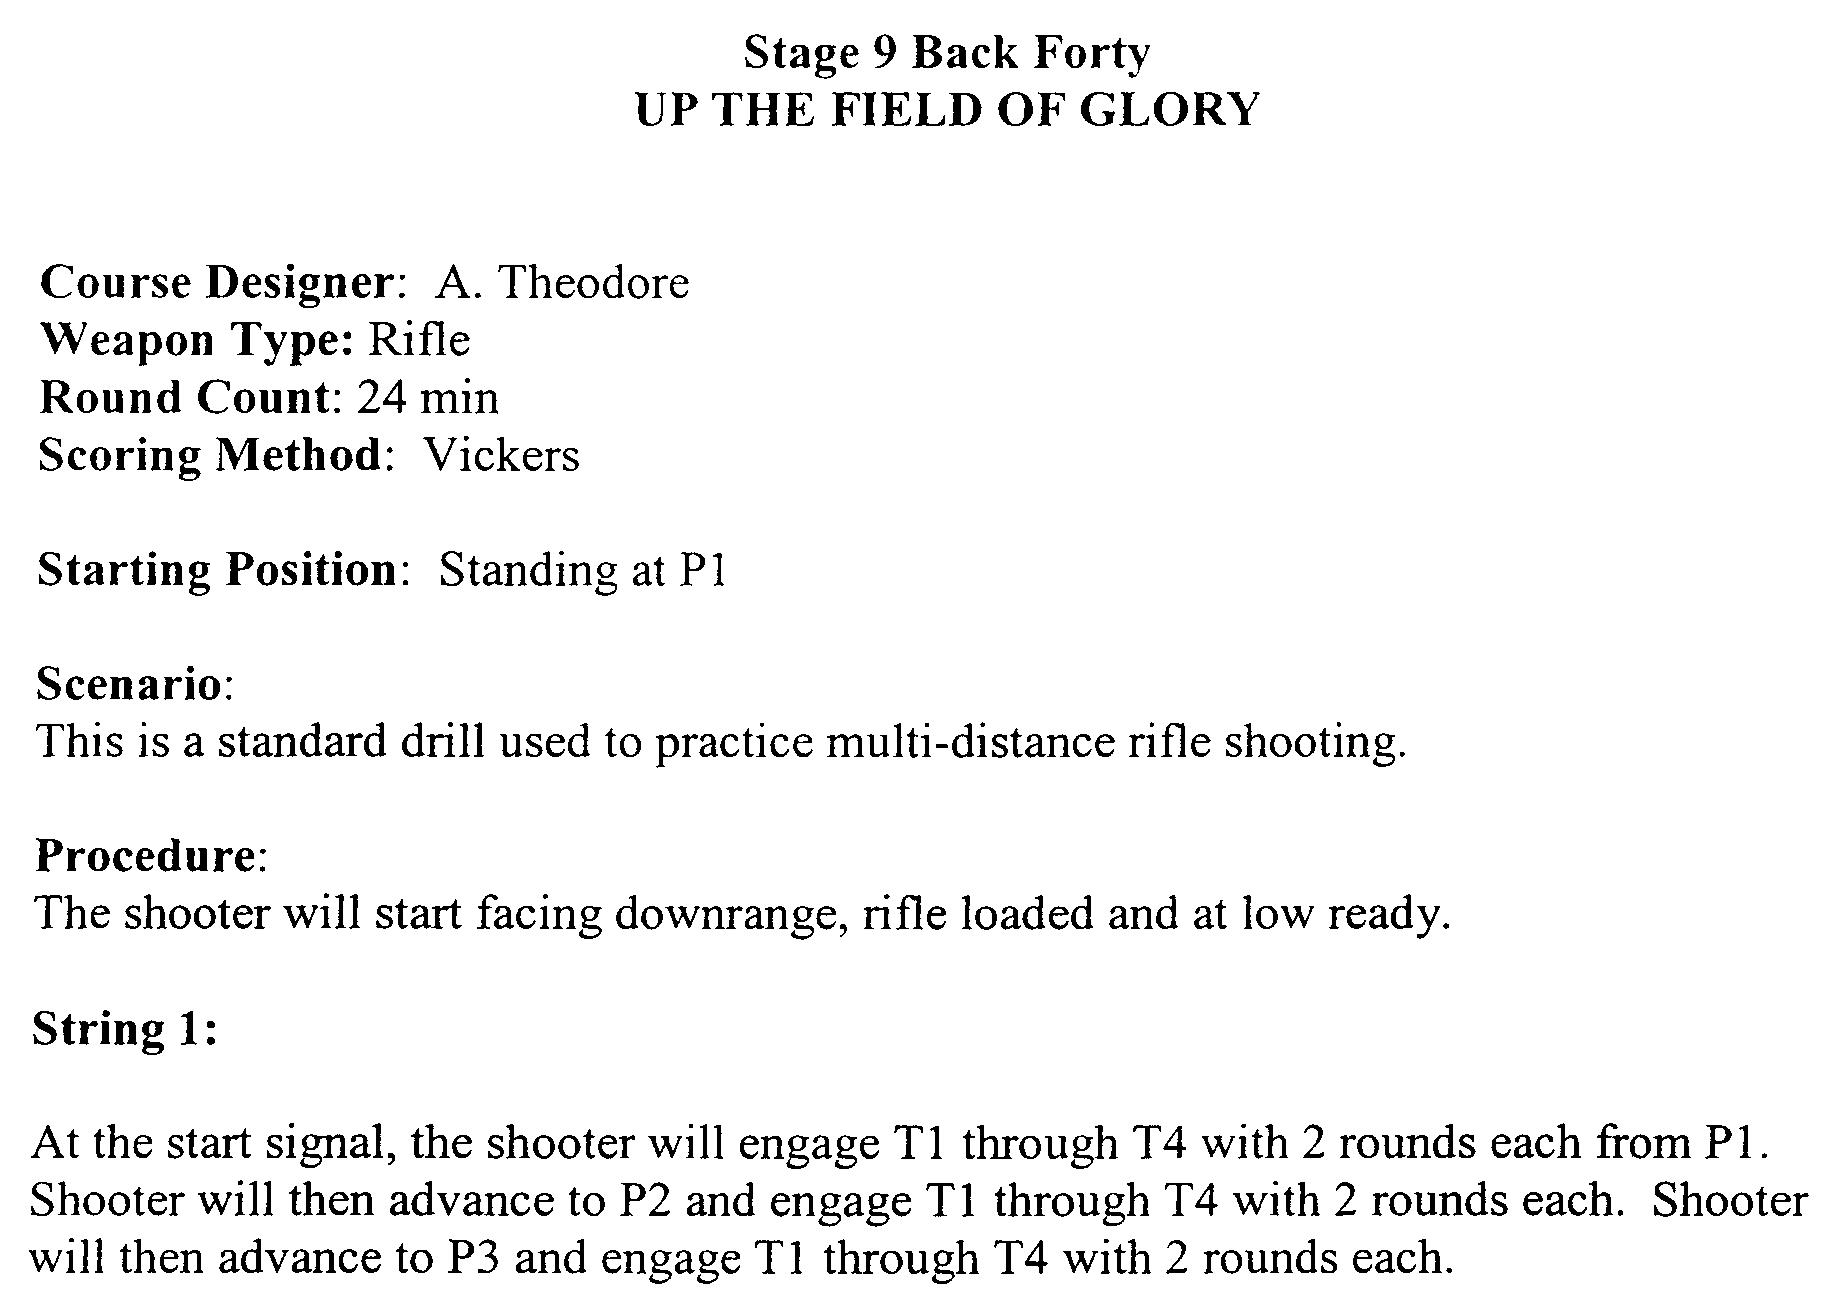 Stage 9 Back Forty
UP THE FIELD OF GLORY
Course Designer: A. Theodore
Weapon Type: Rifle
Round Count: 24 min
Scoring Method: Vickers
Starting Position: Standing at P1
Scenario:
This is a standard drill used to practice multi-distance rifle shooting.
Procedure:
The shooter will start facing downrange, rifle loaded and at low ready.
String 1:
At the start signal, the shooter will engage T1 through T4 with 2 rounds each from P1.
Shooter will then advance to P2 and engage T1 through T4 with 2 rounds each. Shooter
will then advance to P3 and engage T1 through T4 with 2 rounds each.